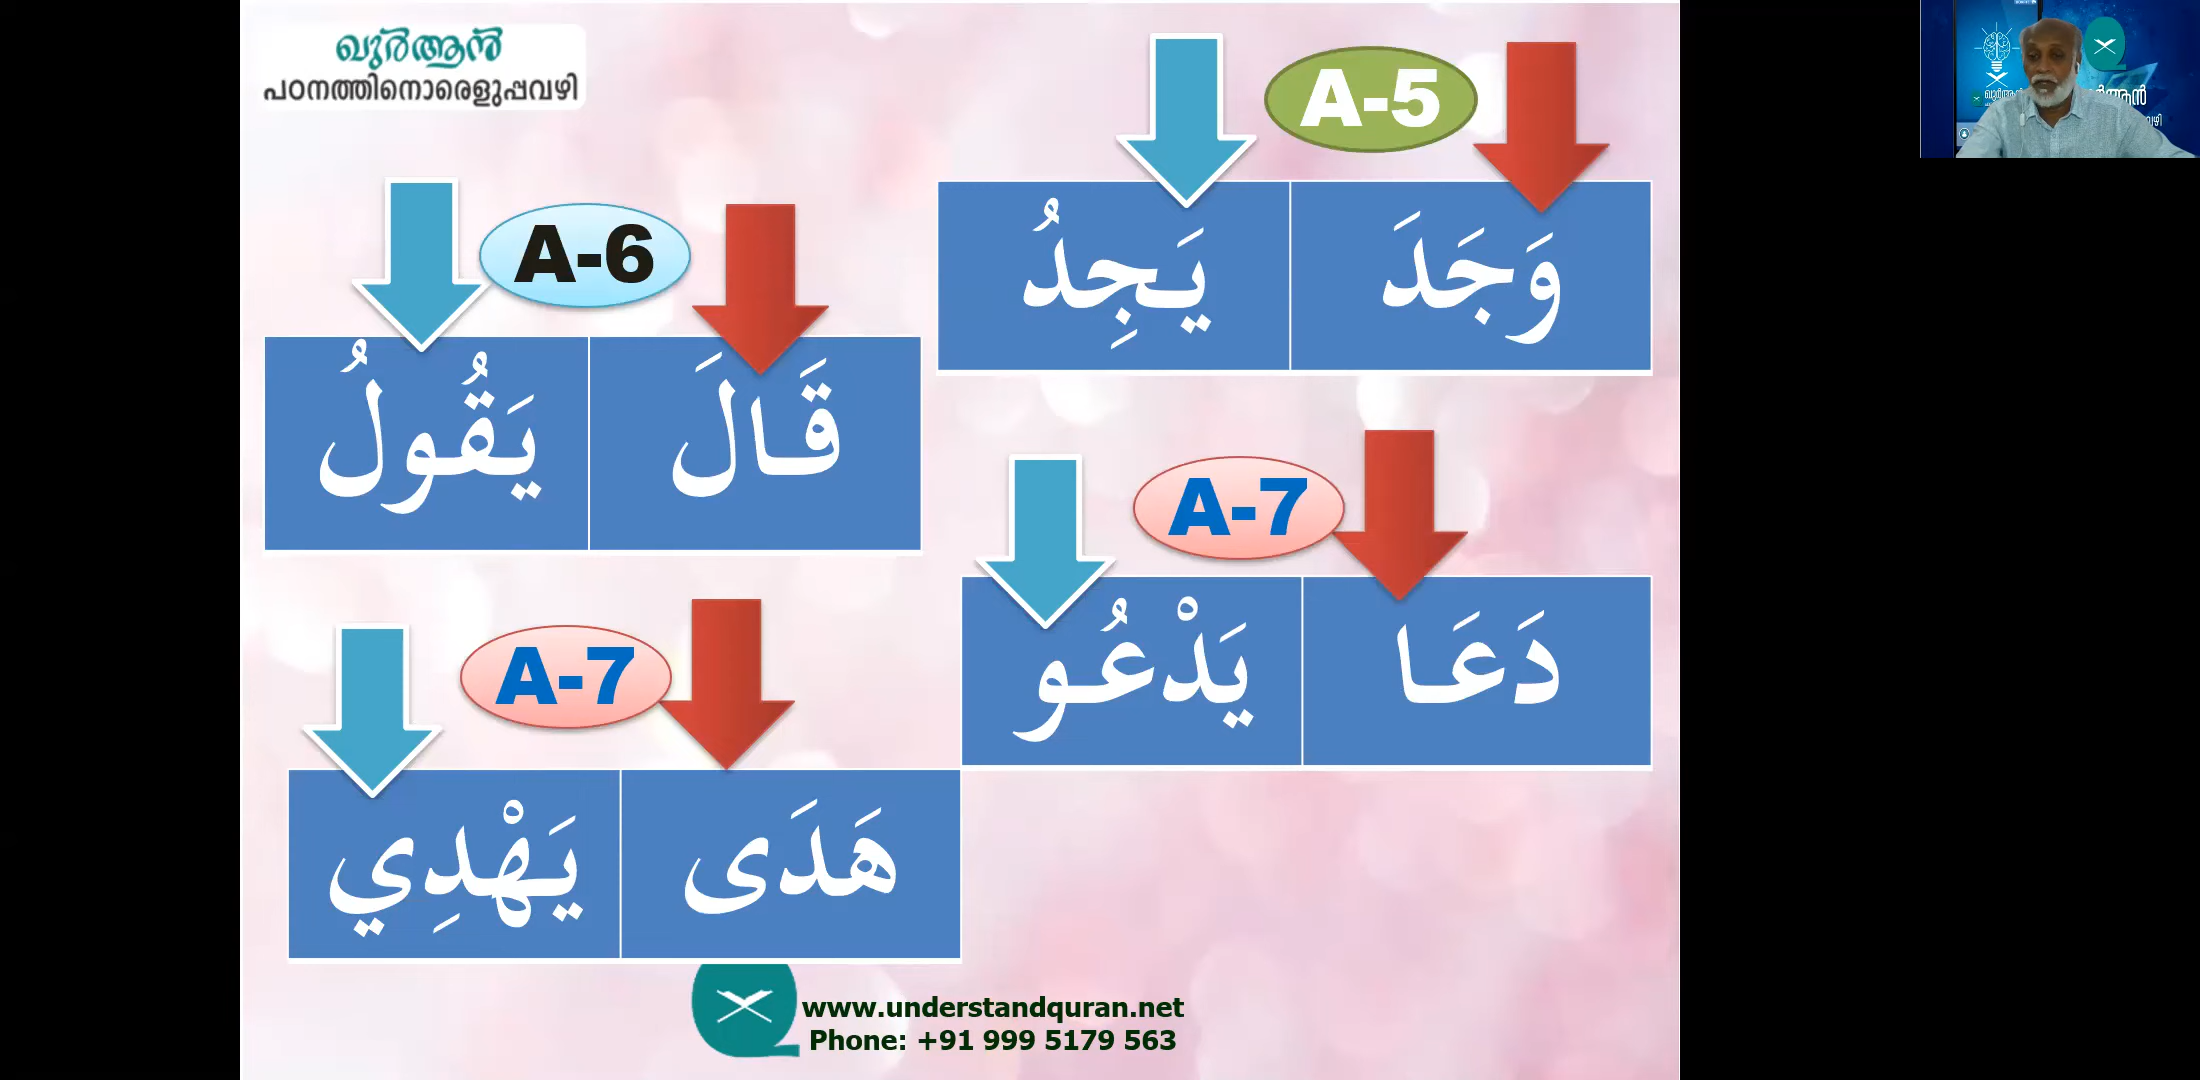 ഖുർആൻ
പഠനത്തിനൊരെളുപ്പവഴി
A-5
وَجَدَ يَجِدُ
A-6
قَالَ يَقُولُ
A-7
دَعَا يَدْعُو
A-7
هَدَى يَهْدِي
www.understandquran.net
Phone: +91 999 5179 563